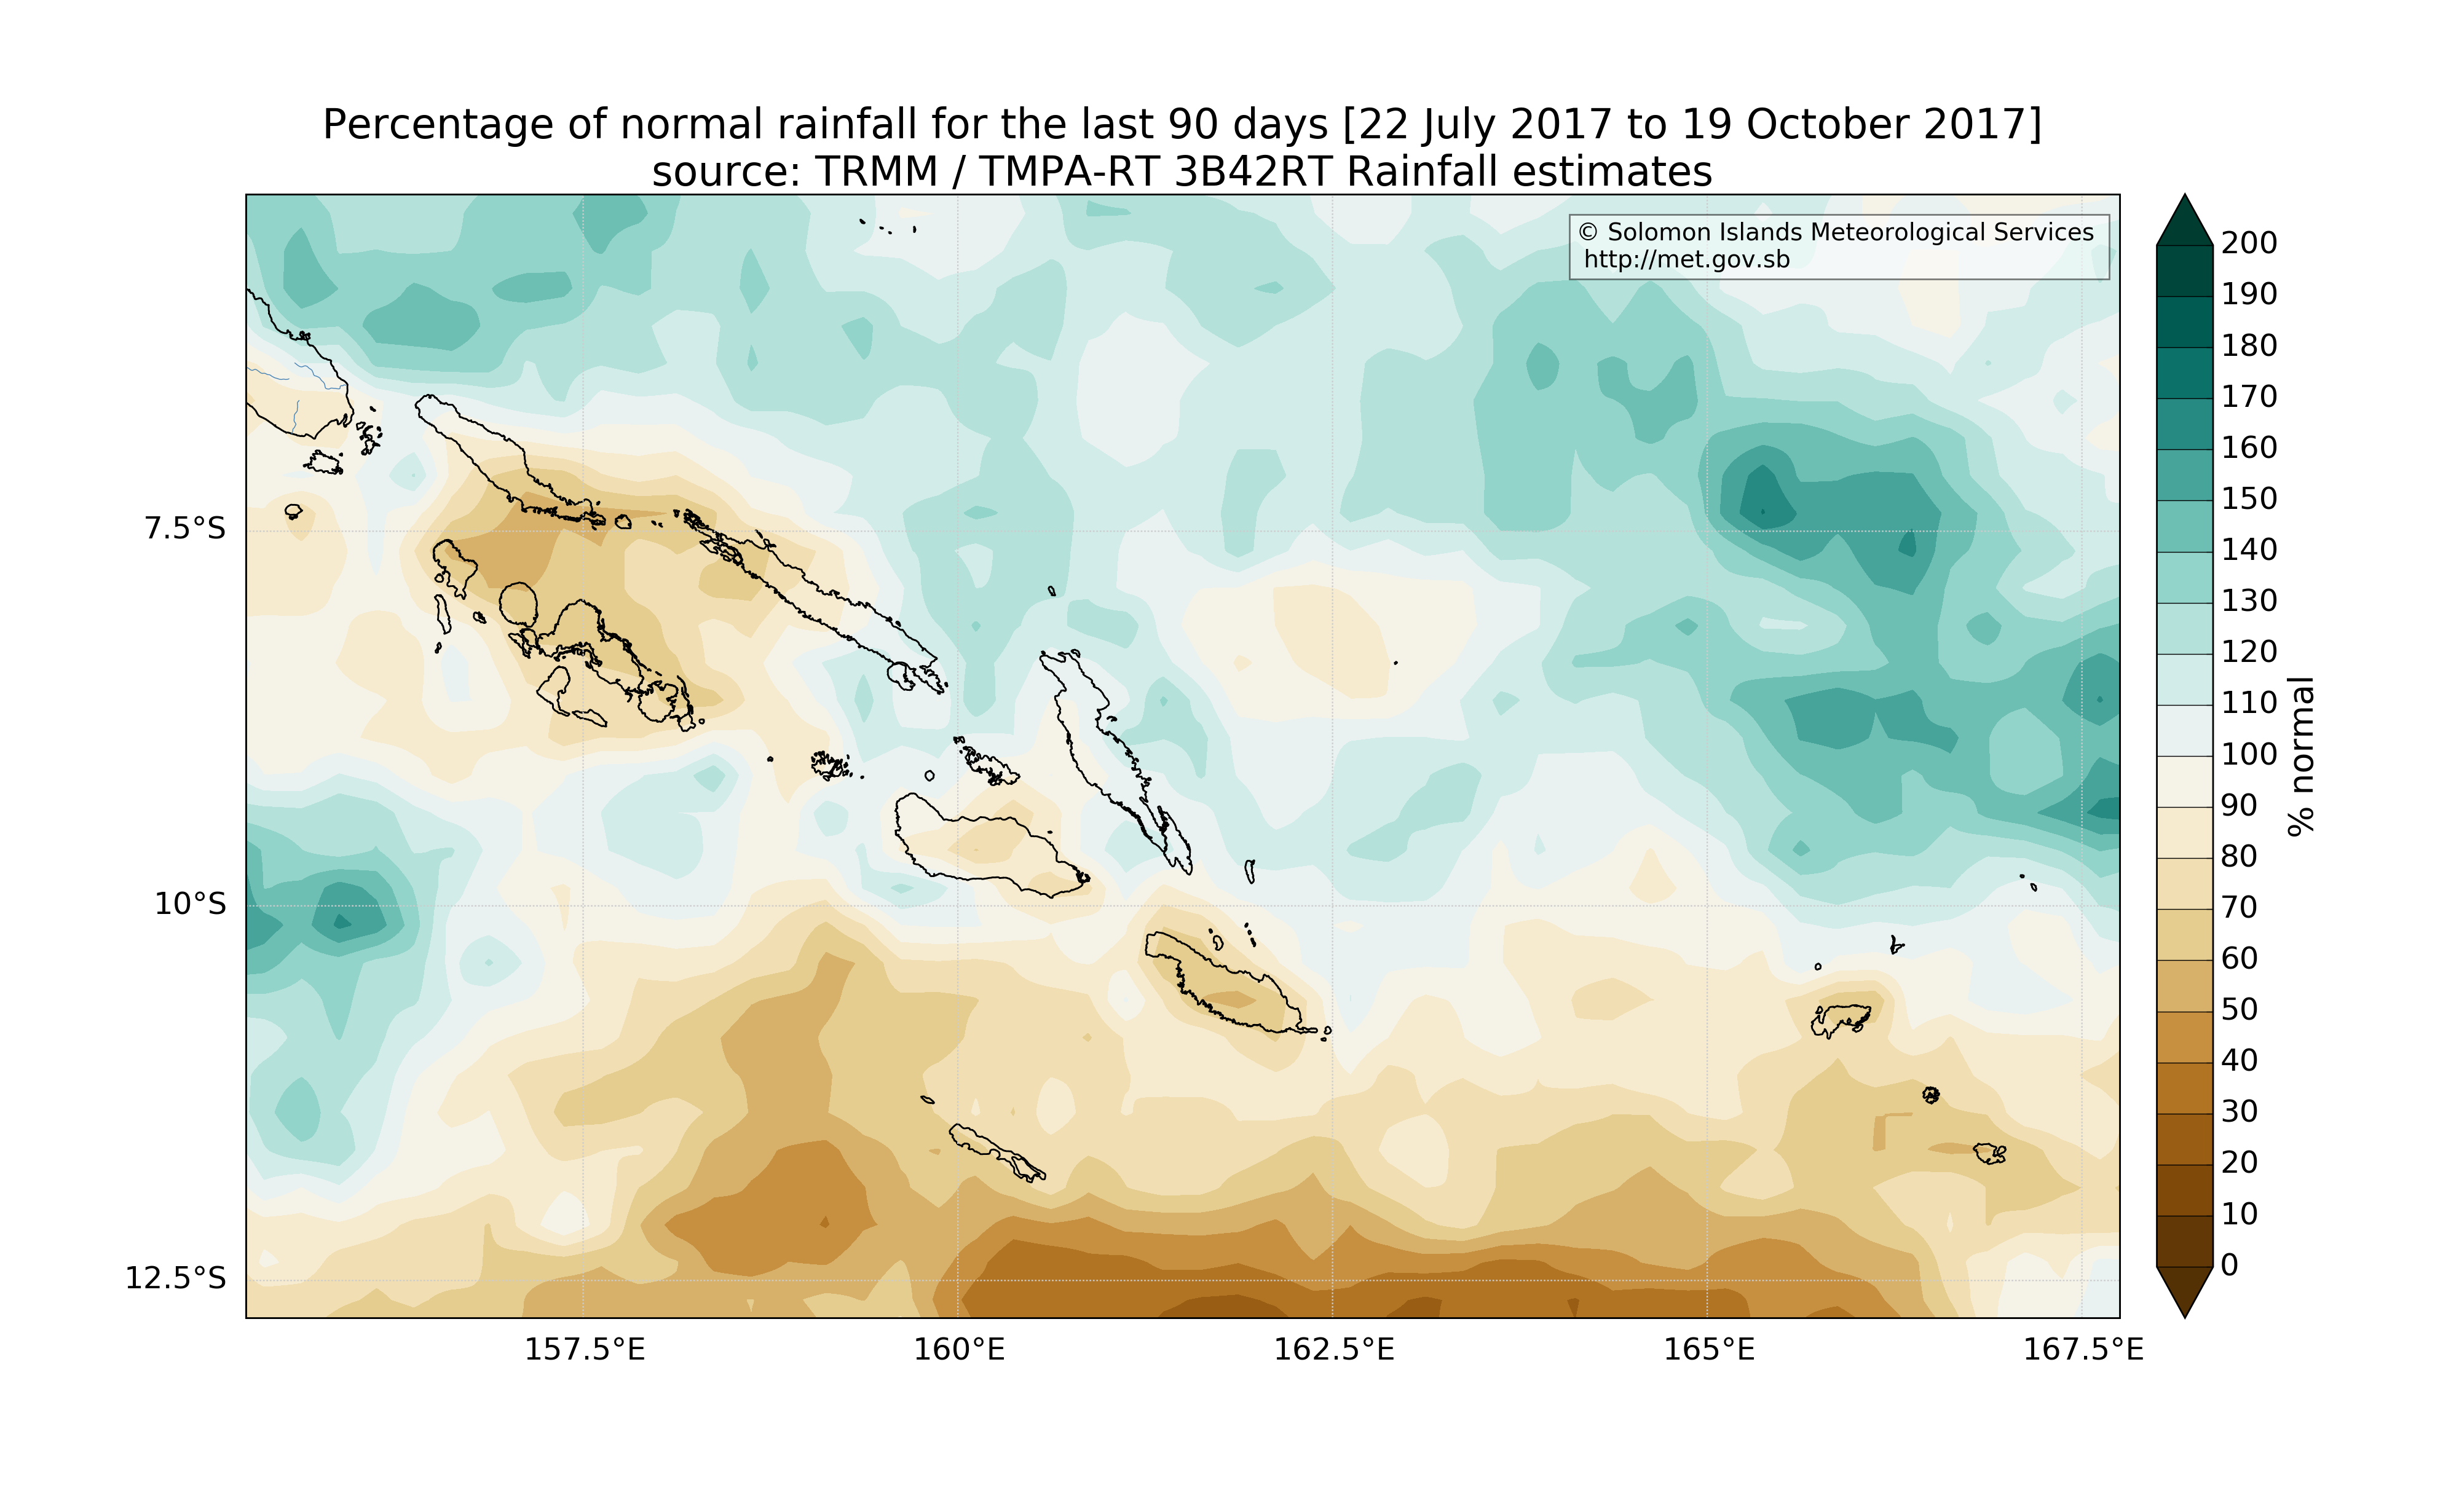 Percentage of normal rainfall for the last 90 days [22 July 2017 to 19 October 2017]
source: TRMM / TMPA-RT 3B42RT Rainfall estimates
© Solomon Islands Meteorological Services
http://met.gov.sb
7.5°S
10°S
12.5°S
157.5°E
160°E
162.5°E
165°E
167.5°E
200
190
180
170
160
150
140
130
120
110
100
90
80
70
60
50
40
30
20
10
0
% normal